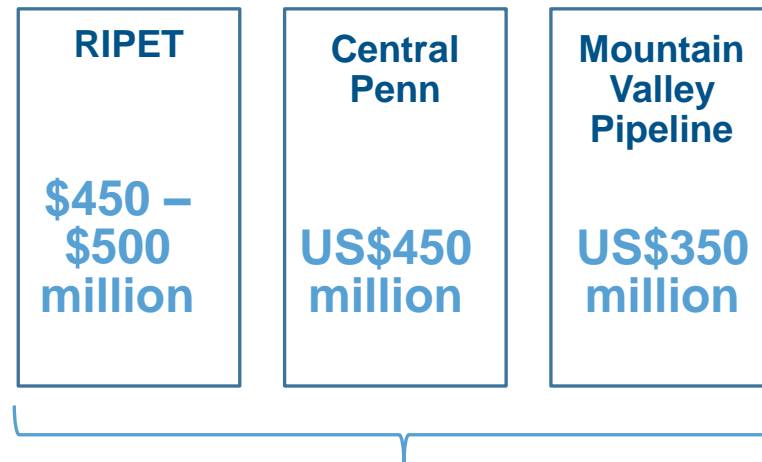 RIPET
$450 –
$500
million
Central
Penn
US$450
million
Mountain
Valley
Pipeline
US$350
million